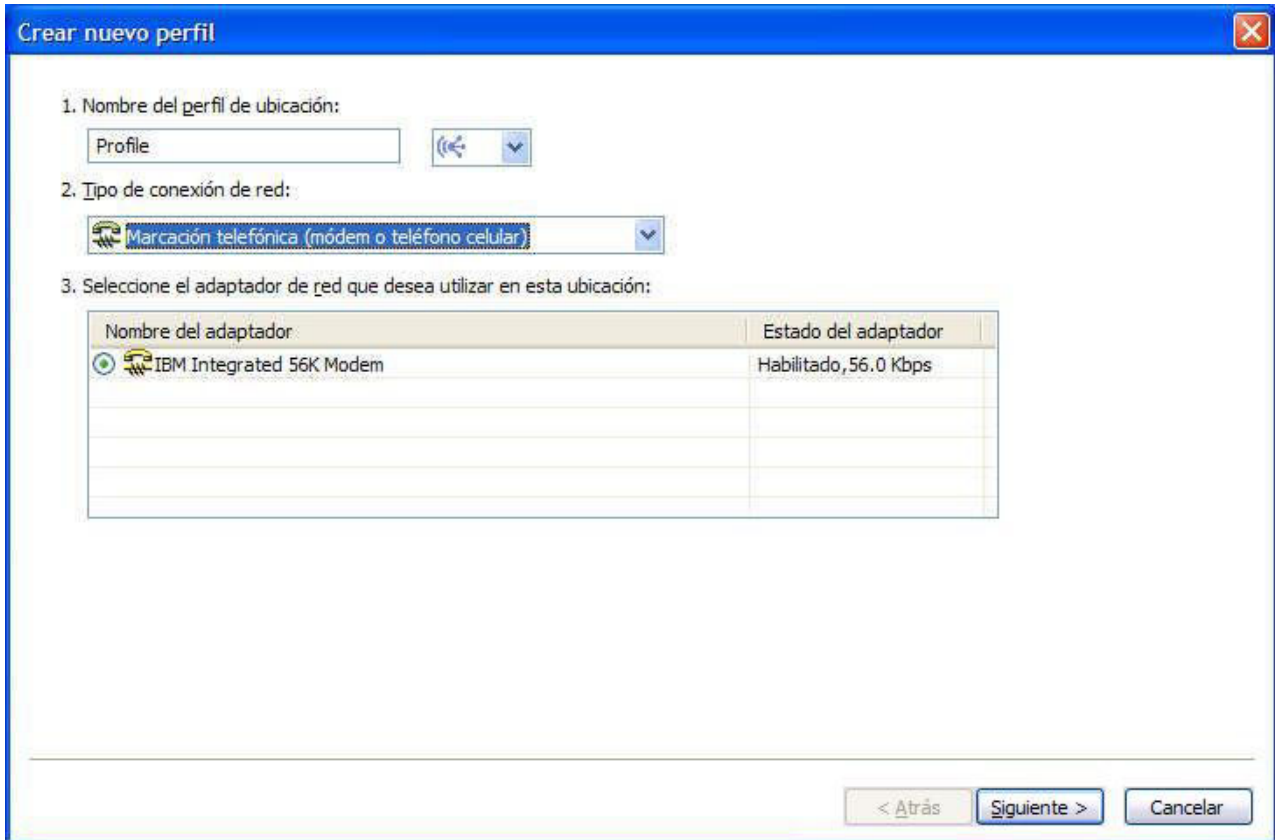 Crear nuevo perfil
1. Nombre del perfil de ubicación:
Profile
2. Tipo de conexión de red:
Marcación telefónica (módem o teléfono celular)
3. Seleccione el adaptador de red que desea utilizar en esta ubicación:
Nombre del adaptador Estado del adaptador
IBM Integrated 56K Modem Habilitado,56.0 Kbps
< Atrás Siguiente > Cancelar